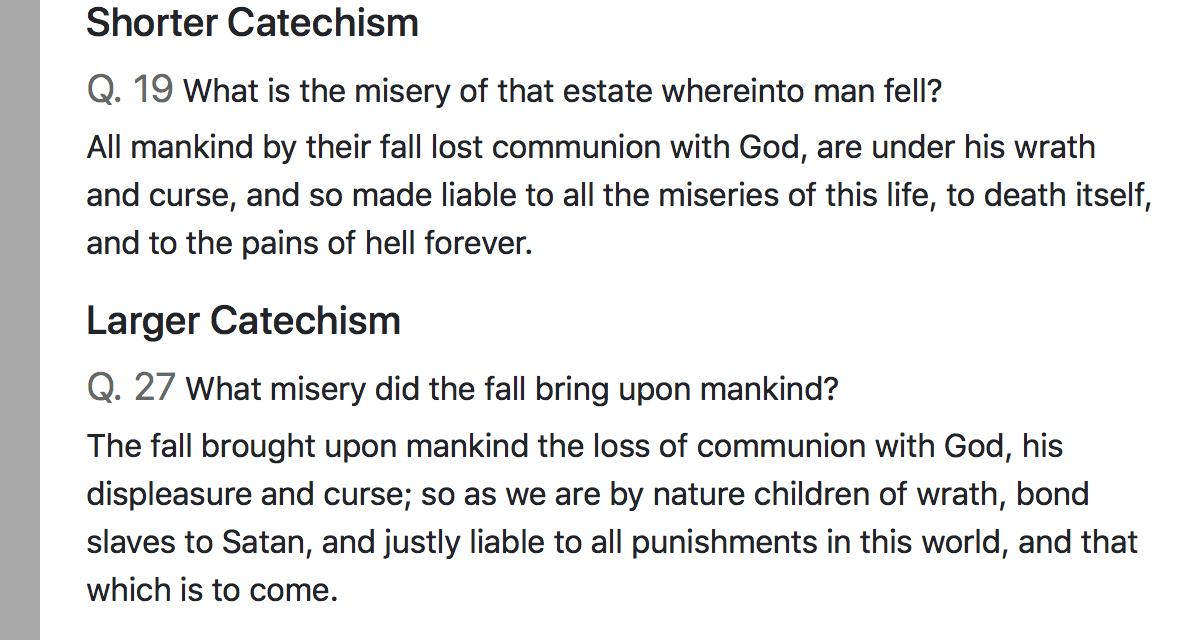 Shorter Catechism
Q. 19 What is the misery of that estate whereinto man fell?
All mankind by their fall lost communion with God, are under his wrath
and curse, and so made liable to all the miseries of this life, to death itself,
and to the pains of hell forever.
Larger Catechism
Q. 27 What misery did the fall bring upon mankind?
The fall brought upon mankind the loss of communion with God, his
displeasure and curse; so as we are by nature children of wrath, bond
slaves to Satan, and justly liable to all punishments in this world, and that
which is to come.